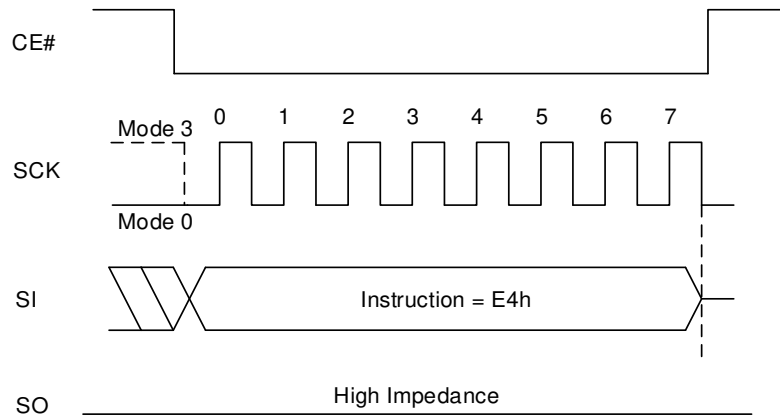 CE#
Mode 3
0 1 2 3 4 5 6 7
SCK
Mode 0
SI
Instruction = E4h
SO
High Impedance